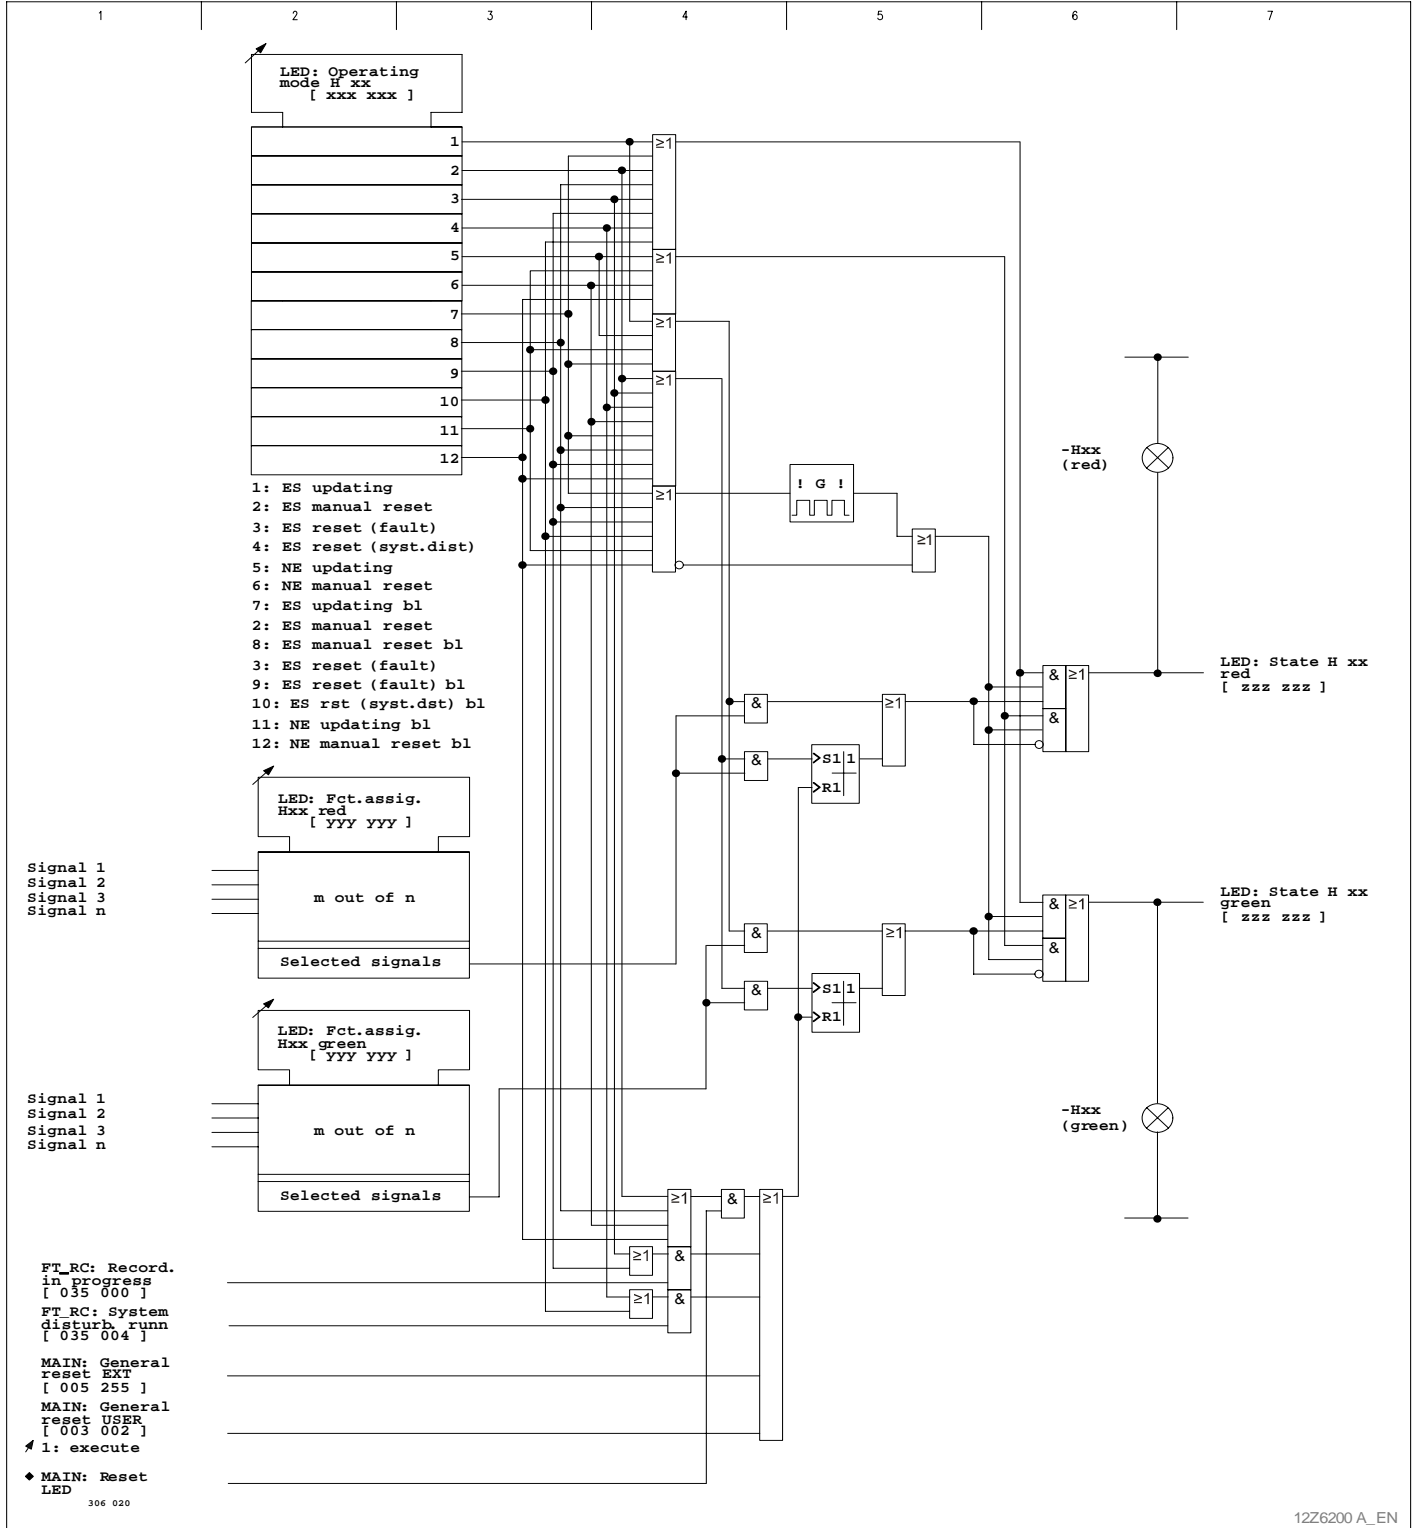 1 2 3 4 5 6 7
LED: Operating
mode H xx
[ xxx xxx ]
1
2
3
4
5
6
7
8
9
10
11
12
≥1
≥1
≥1
≥1
≥1
! G !
≥1
1: ES updating
2: ES manual reset
3: ES reset (fault)
4: ES reset (syst.dist)
5: NE updating
6: NE manual reset
7: ES updating bl
2: ES manual reset
8: ES manual reset bl
3: ES reset (fault)
9: ES reset (fault) bl
10: ES rst (syst.dst) bl
11: NE updating bl
12: NE manual reset bl
-Hxx
(red)
LED: State H xx
red
[ zzz zzz ]
& ≥1
&
& ≥1
& S1 1
R1
LED: Fct.assig.
Hxx red
[ yyy yyy ]
Signal 1
Signal 2
Signal 3
Signal n
m out of n
Selected signals
LED: State H xx
green
[ zzz zzz ]
& ≥1
&
& ≥1
& S1 1
R1
LED: Fct.assig.
Hxx green
[ yyy yyy ]
Signal 1
Signal 2
Signal 3
Signal n
m out of n
Selected signals
-Hxx
(green)
≥1 & ≥1
≥1 &
≥1 &
FT_RC: Record.
in progress
[ 035 000 ]
FT_RC: System
disturb. runn
[ 035 004 ]
MAIN: General
reset EXT
[ 005 255 ]
MAIN: General
reset USER
[ 003 002 ]
1: execute
MAIN: Reset
LED
306 020
12Z6200 A_EN